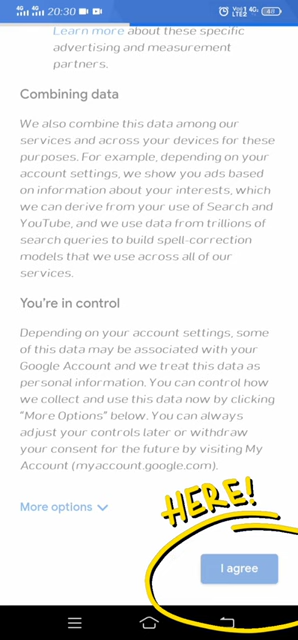 4G 4G 20:30 Vo1 LTE2 4G
Learn more about these specific
advertising and measurement
partners.
Combining data
We also combine this data among our
services and across your devices for these
purposes. For example, depending on your
account settings, we show you ads based
on information about your interests, which
we can derive from your use of Search and
YouTube, and we use data from trillions of
search queries to build spell-correction
models that we use across all of our
services.
You're in control
Depending on your account settings, some
of this data may be associated with your
Google Account and we treat this data as
personal information. You can control how
we collect and use this data now by clicking
"More Options" below. You can always
adjust your controls later or withdraw
your consent for the future by visiting My
Account (myaccount.google.com).
More options
HERE!
I agree